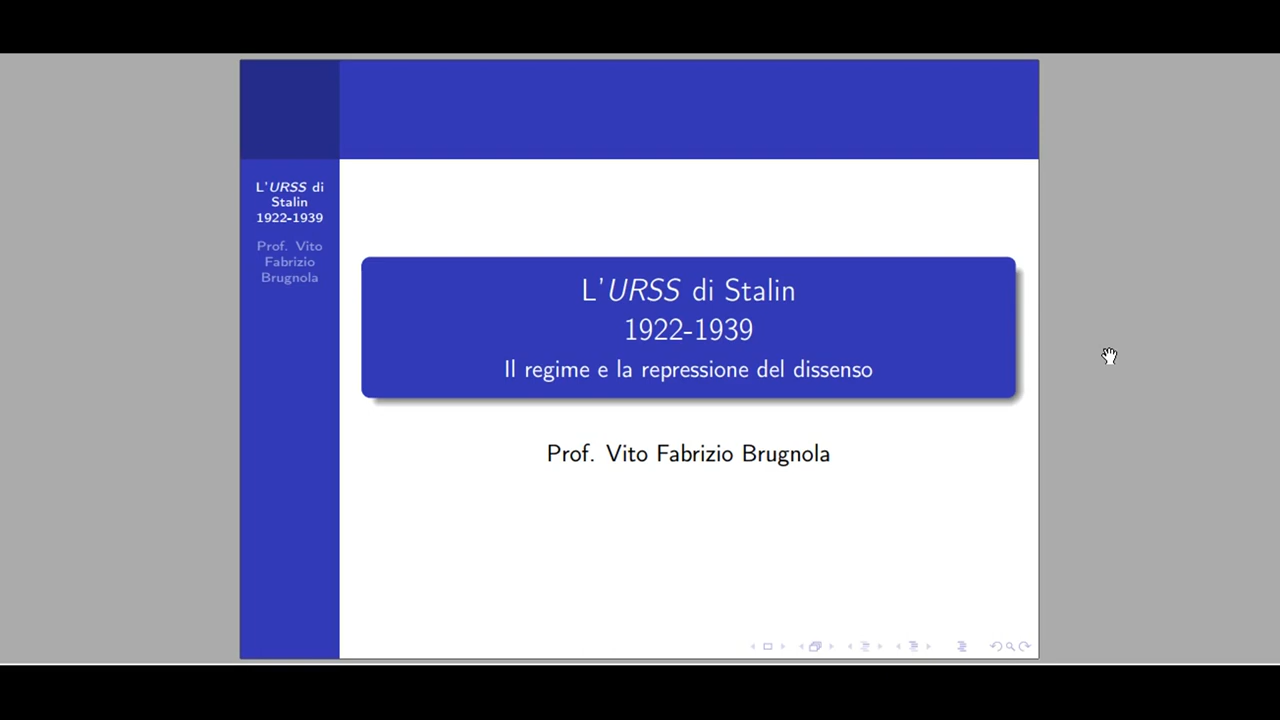 L'URSS di
Stalin
1922-1939
Prof. Vito
Fabrizio
Brugnola
L'URSS di Stalin
1922-1939
Il regime e la repressione del dissenso
Prof. Vito Fabrizio Brugnola